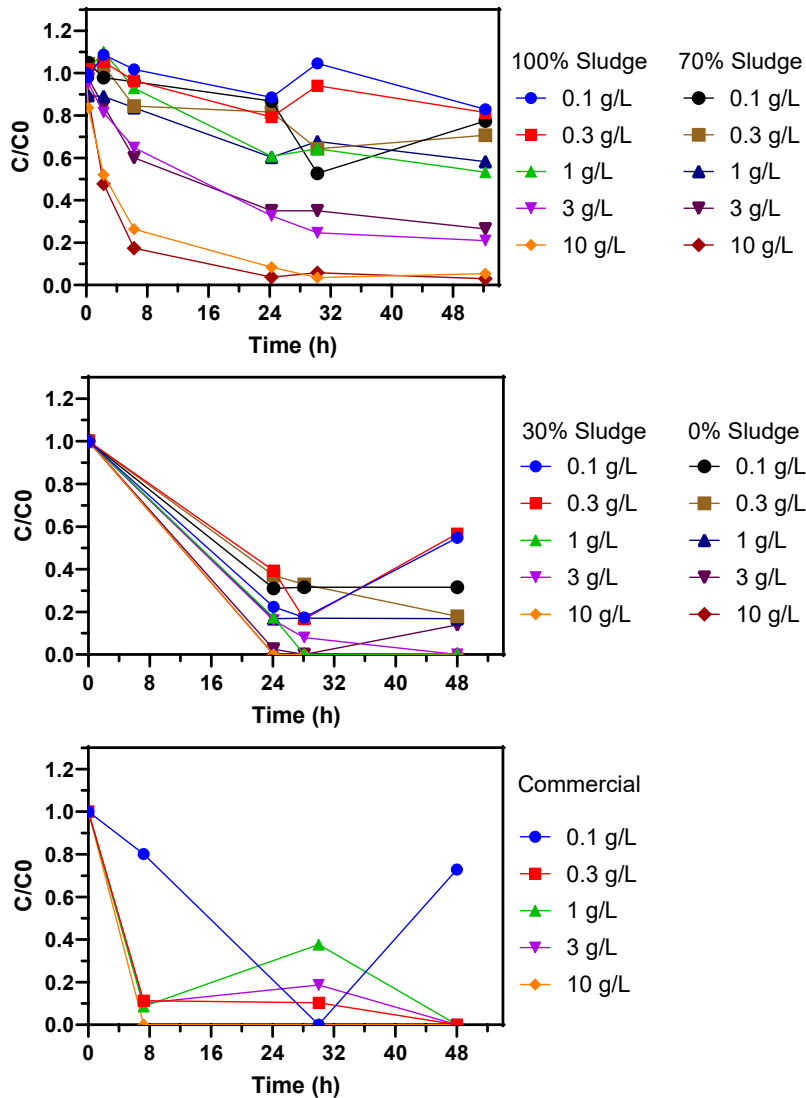 1.2
1.0
0.8
0.6
0.4
0.2
0.0
C/C0
0 8 16 24 32 40 48
Time (h)
100% Sludge 70% Sludge
0.1 g/L 0.1 g/L
0.3 g/L 0.3 g/L
1 g/L 1 g/L
3 g/L 3 g/L
10 g/L 10 g/L
1.2
1.0
0.8
0.6
0.4
0.2
0.0
C/C0
0 8 16 24 32 40 48
Time (h)
30% Sludge 0% Sludge
0.1 g/L 0.1 g/L
0.3 g/L 0.3 g/L
1 g/L 1 g/L
3 g/L 3 g/L
10 g/L 10 g/L
1.2
1.0
0.8
0.6
0.4
0.2
0.0
C/C0
0 8 16 24 32 40 48
Time (h)
Commercial
0.1 g/L
0.3 g/L
1 g/L
3 g/L
10 g/L